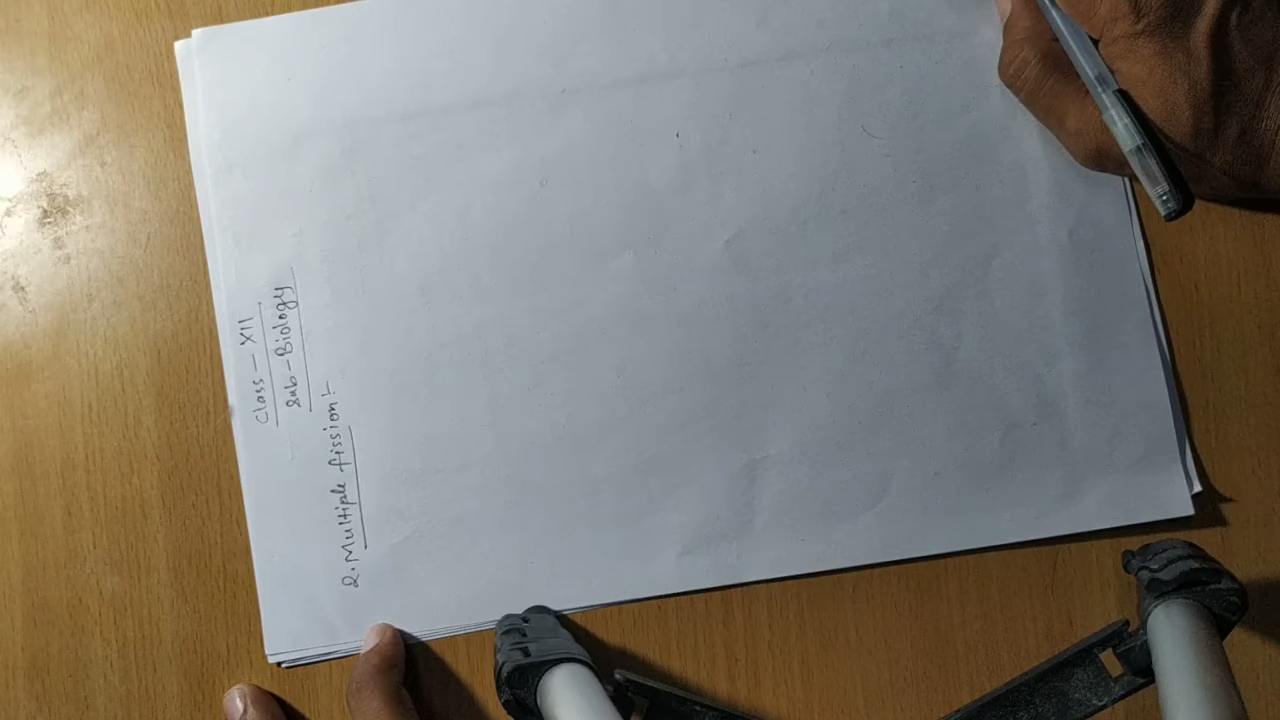 Class - XII
Sub - Biology
2. Multiple fission :-